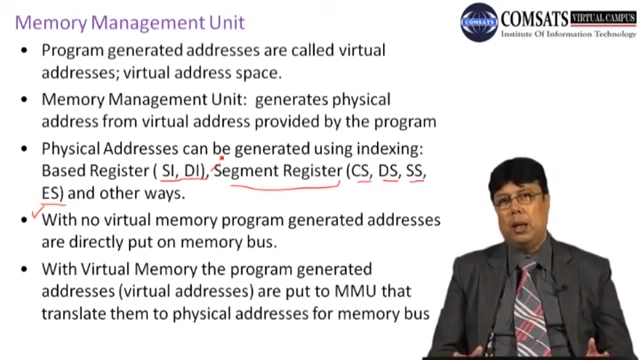 Memory Management Unit
COMSATS VIRTUAL CAMPUS
Institute Of Information Technology
• Program generated addresses are called virtual
addresses; virtual address space.
• Memory Management Unit: generates physical
address from virtual address provided by the program
• Physical Addresses can be generated using indexing:
Based Register ( SI, DI), Segment Register (CS, DS, SS,
ES) and other ways.
• With no virtual memory program generated addresses
are directly put on memory bus.
• With Virtual Memory the program generated
addresses (virtual addresses) are put to MMU that
translate them to physical addresses for memory bus